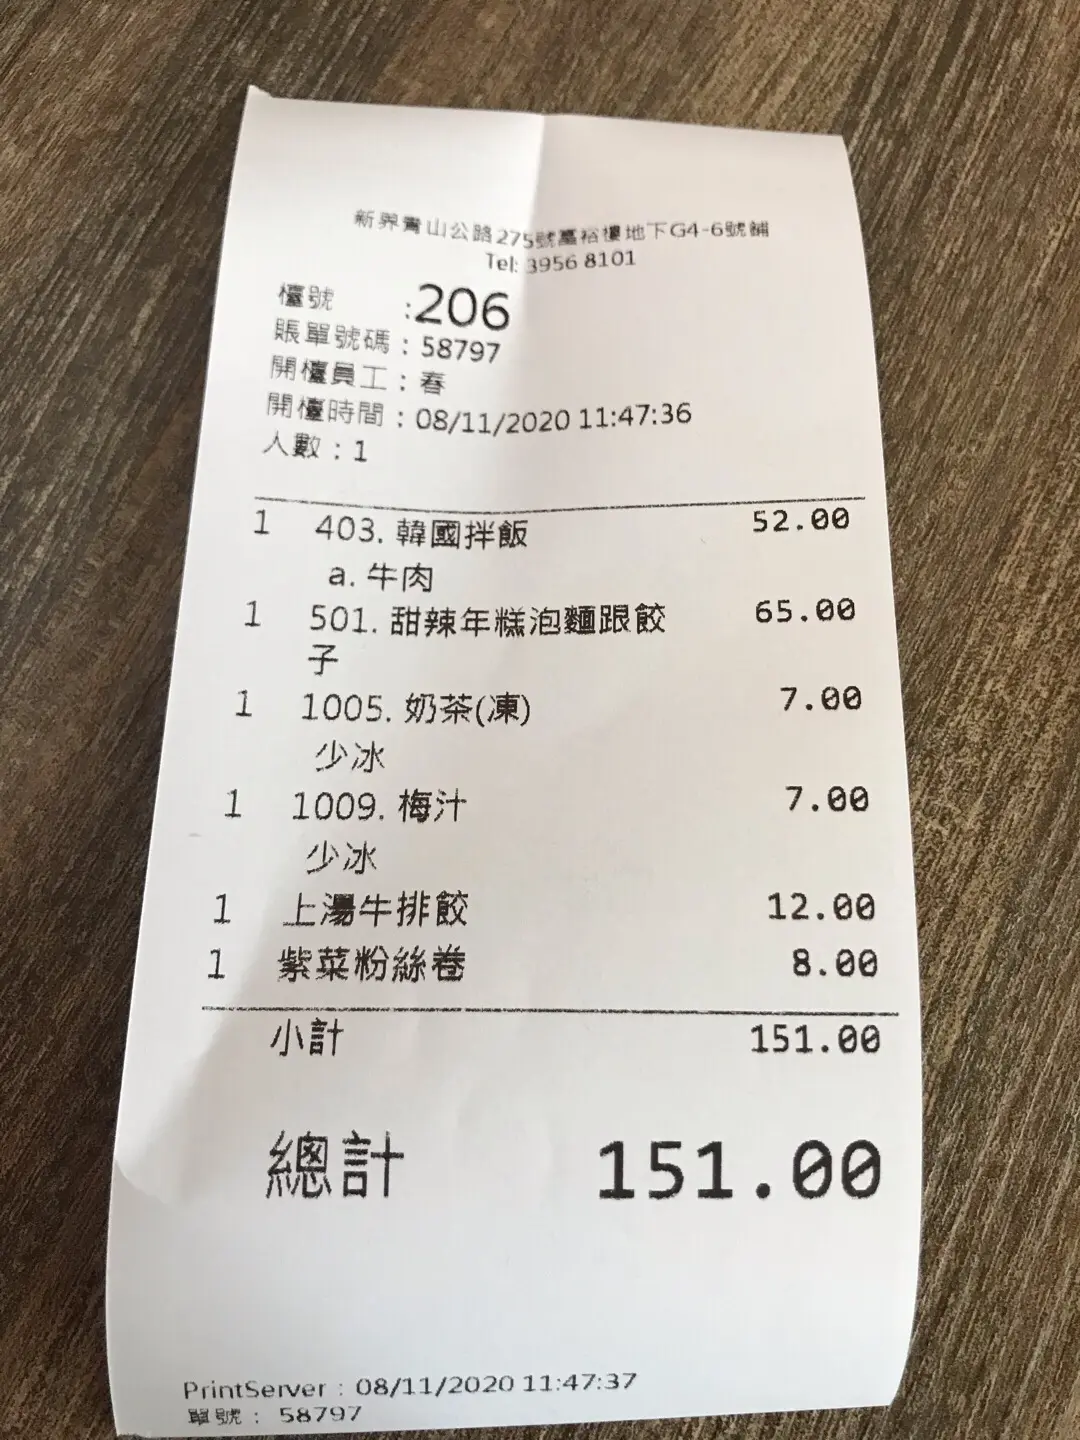 新界青山公路275號萬裕樓地下G4-6號鋪
Tel: 3956 8101
檯號 :206
賬單號碼 : 58797
開檯員工 : 春
開檯時間 : 08/11/2020 11:47:36
人數 : 1
1 403. 韓國拌飯 52.00
a. 牛肉
1 501. 甜辣年糕泡麵跟餃 65.00
子
1 1005. 奶茶(凍) 7.00
少冰
1 1009. 梅汁 7.00
少冰
1 上湯牛排餃 12.00
1 紫菜粉絲卷 8.00
小計 151.00
總計 151.00
PrintServer : 08/11/2020 11:47:37
單號 : 58797